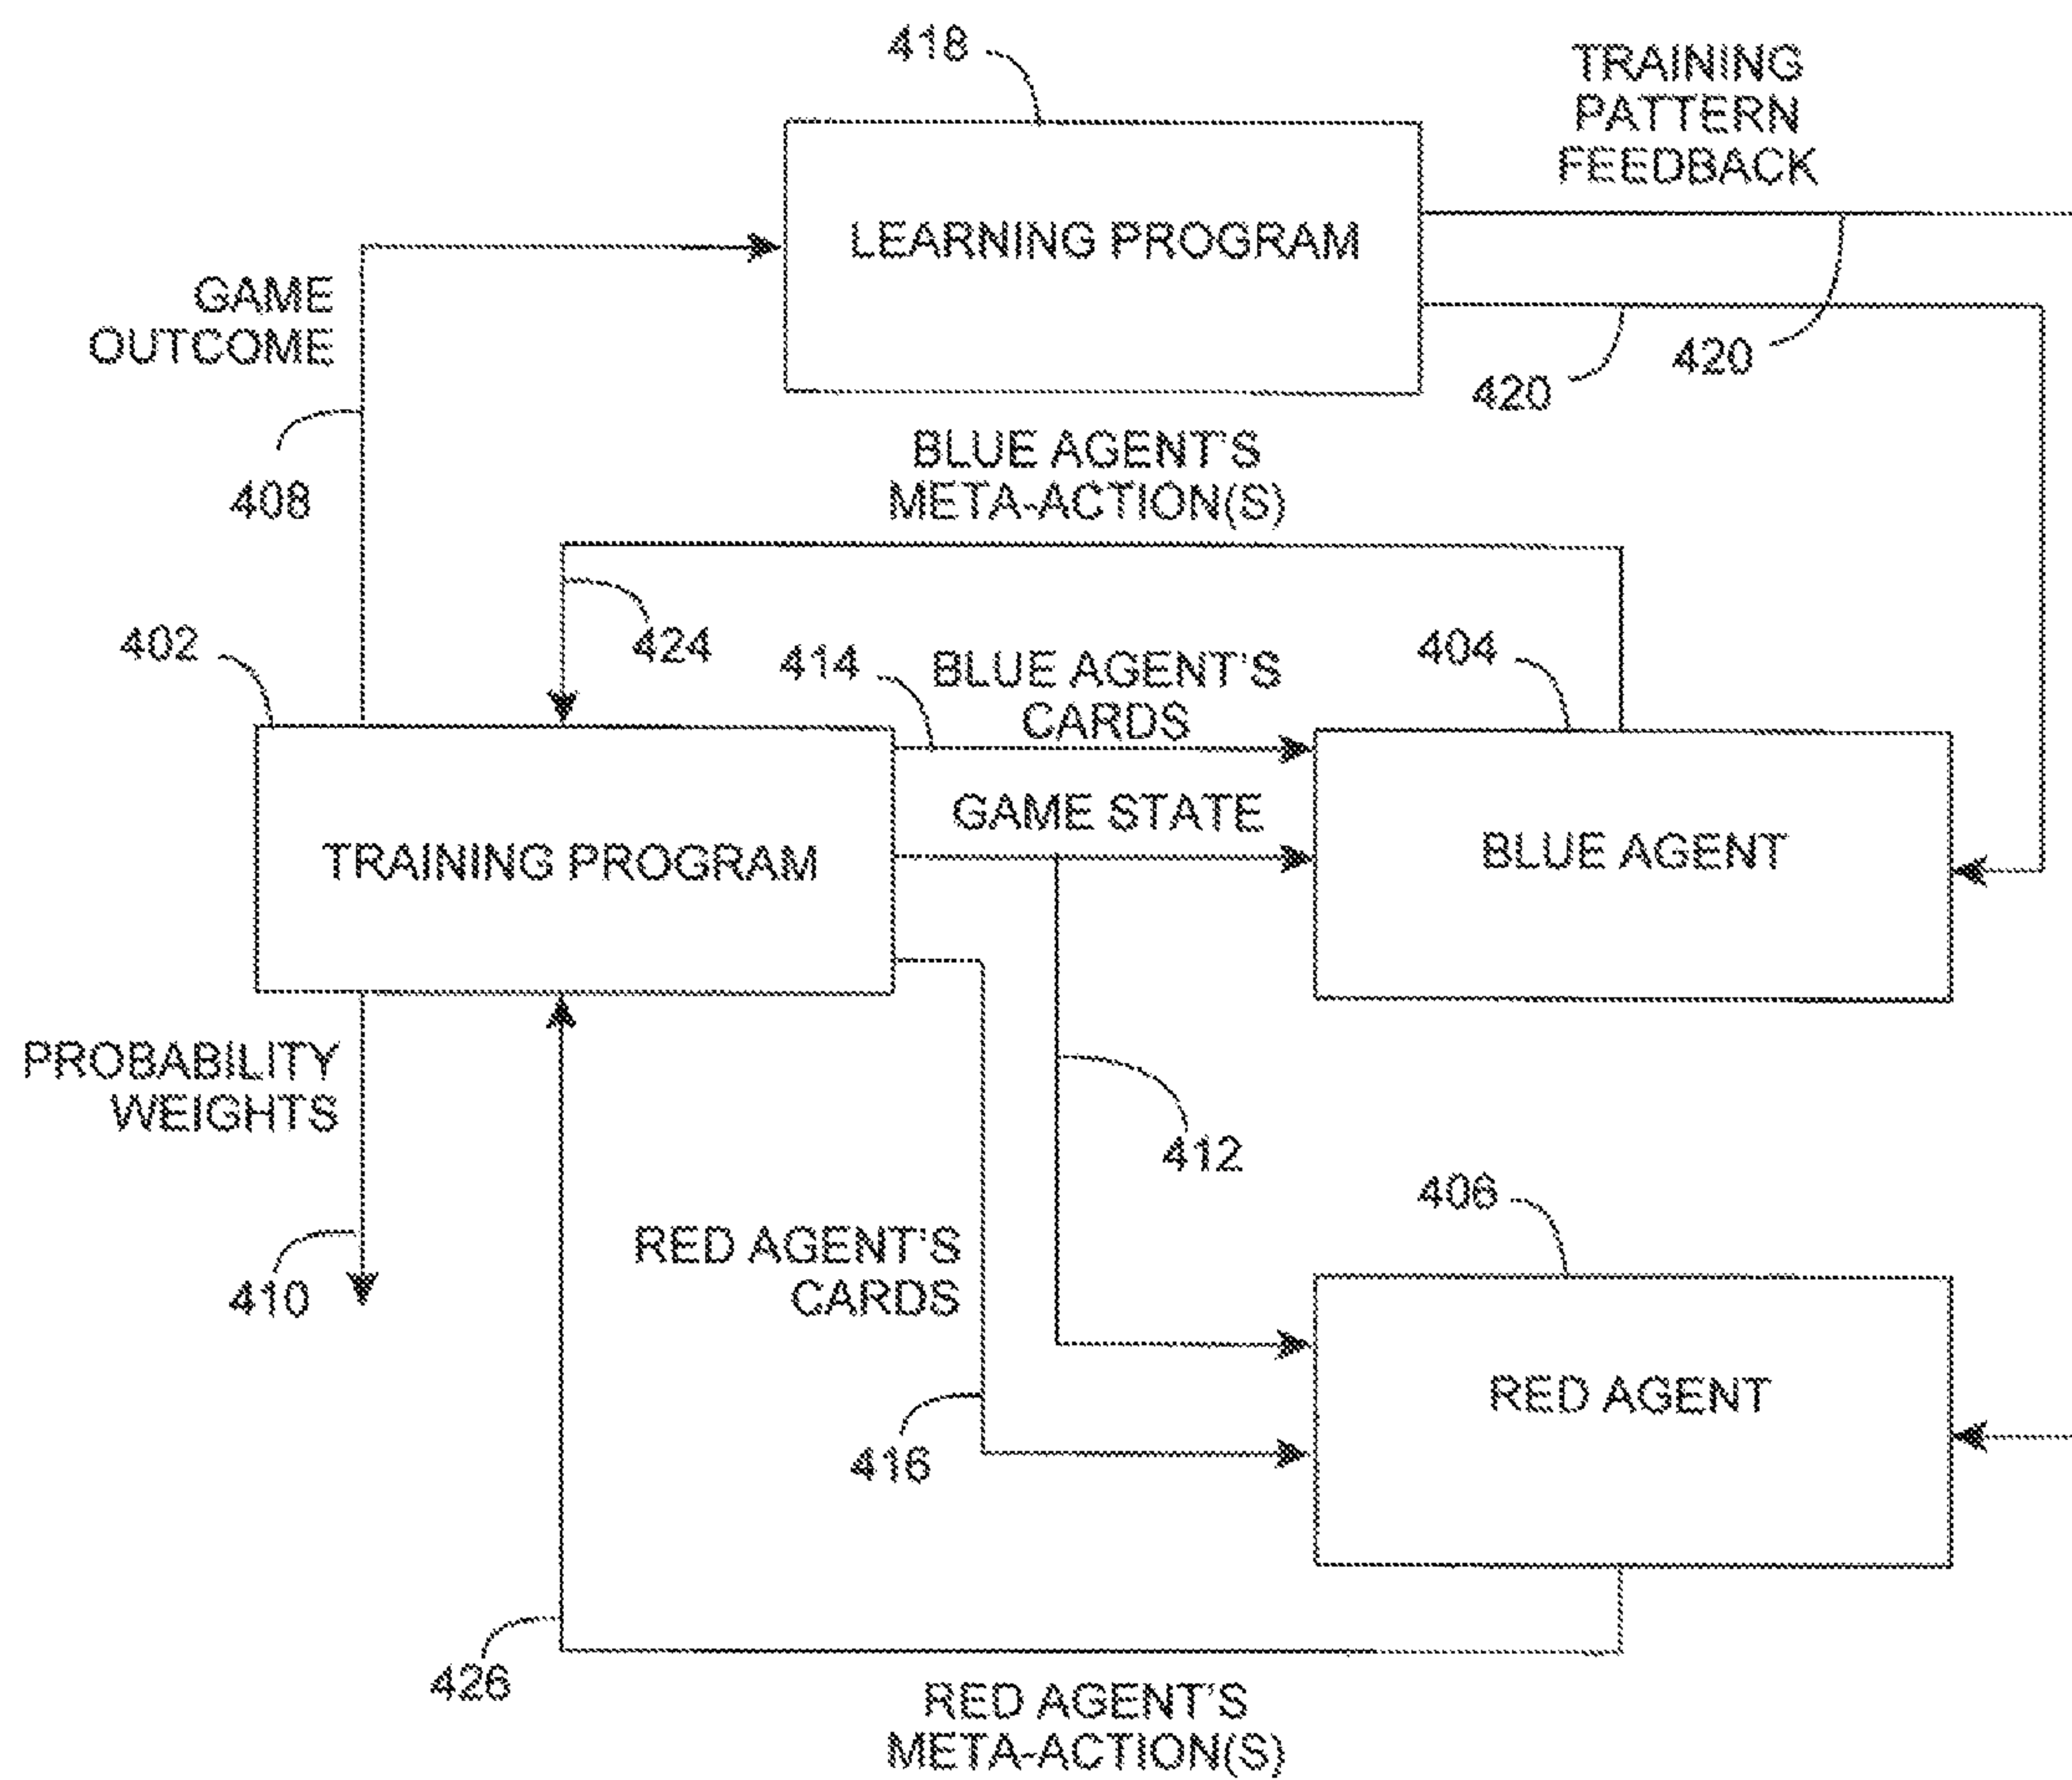 418
TRAINING
PATTERN
FEEDBACK
LEARNING PROGRAM
GAME
OUTCOME
420
420
408
BLUE AGENT'S
META-ACTION(S)
402
424
414
BLUE AGENT'S
CARDS
404
GAME STATE
TRAINING PROGRAM
BLUE AGENT
PROBABILITY
WEIGHTS
412
406
410
RED AGENT'S
CARDS
RED AGENT
416
426
RED AGENT'S
META-ACTION(S)